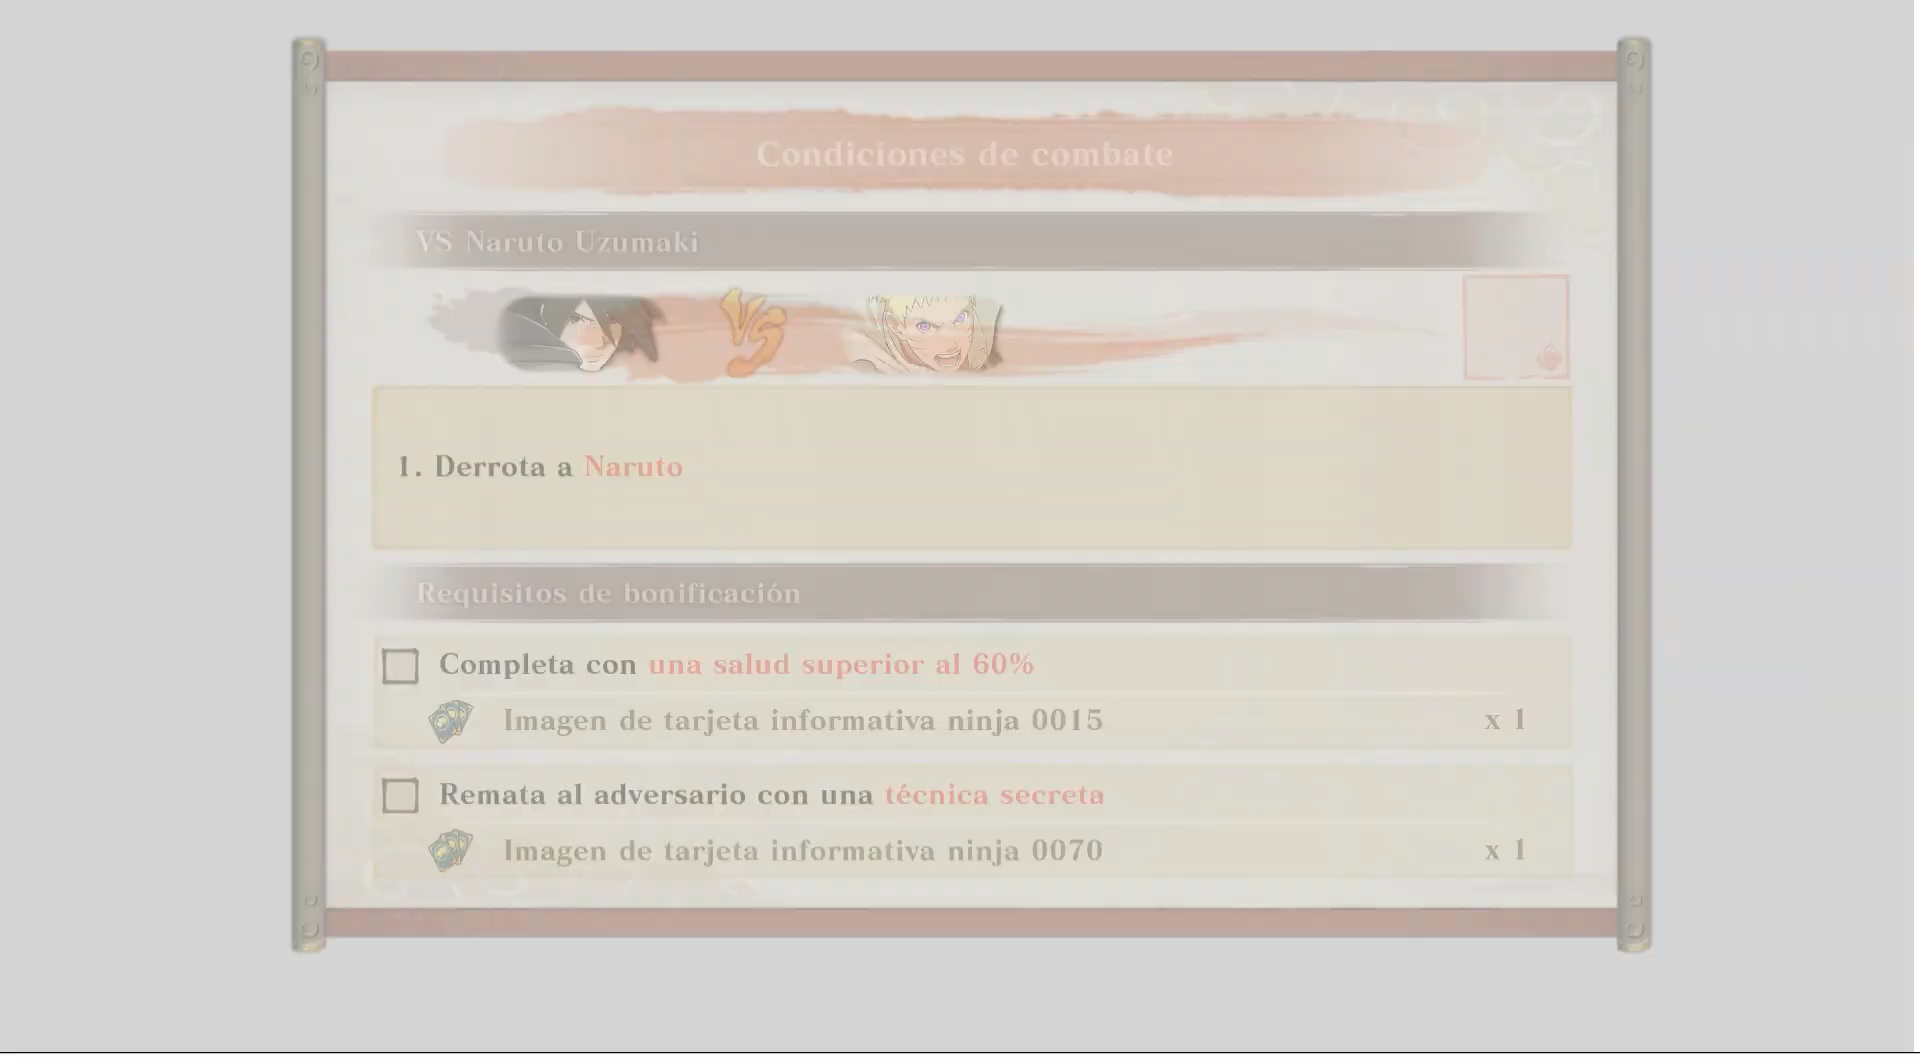 Condiciones de combate
VS Naruto Uzumaki
VS
1. Derrota a Naruto
Requisitos de bonificación
Completa con una salud superior al 60%
Imagen de tarjeta informativa ninja 0015 x 1
Remata al adversario con una técnica secreta
Imagen de tarjeta informativa ninja 0070 x 1